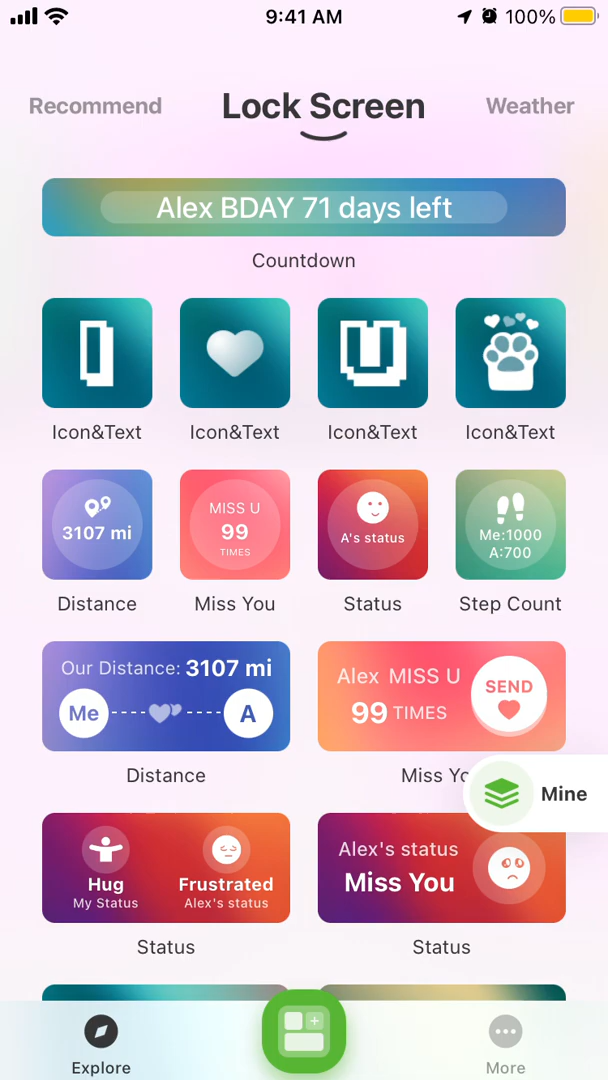 9:41 AM
100%
Recommend
Lock Screen
Weather
Alex BDAY 71 days left
Countdown
I
U
Icon&Text
Icon&Text
Icon&Text
Icon&Text
3107 mi
MISS U
99
TIMES
A's status
Me:1000
A:700
Distance
Miss You
Status
Step Count
Our Distance: 3107 mi
Me
A
Alex MISS U
99 TIMES
SEND
Distance
Miss Yo
Mine
Hug
My Status
Frustrated
Alex's status
Alex's status
Miss You
Status
Status
Explore
More